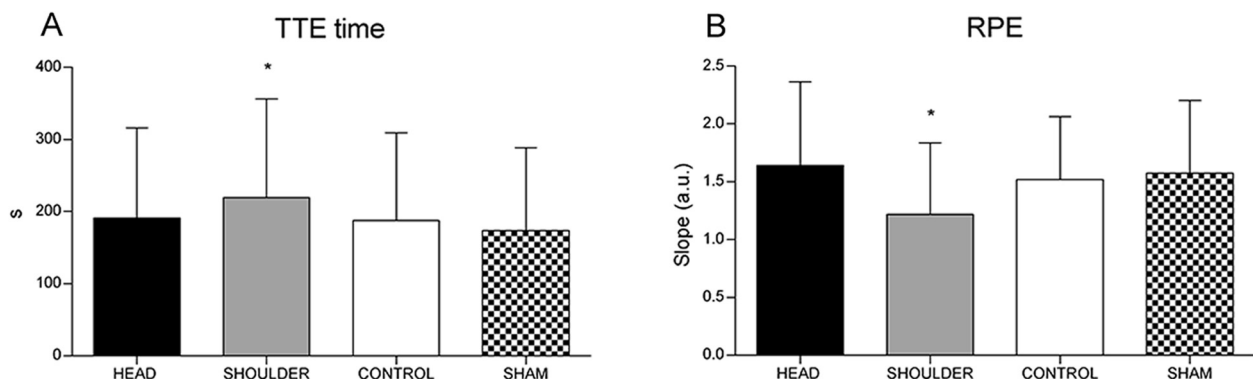 A
TTE time
400
300
200
100
0
s
*
HEAD
SHOULDER
CONTROL
SHAM
B
RPE
2.5
2.0
1.5
1.0
0.5
0.0
Slope (a.u.)
*
HEAD
SHOULDER
CONTROL
SHAM